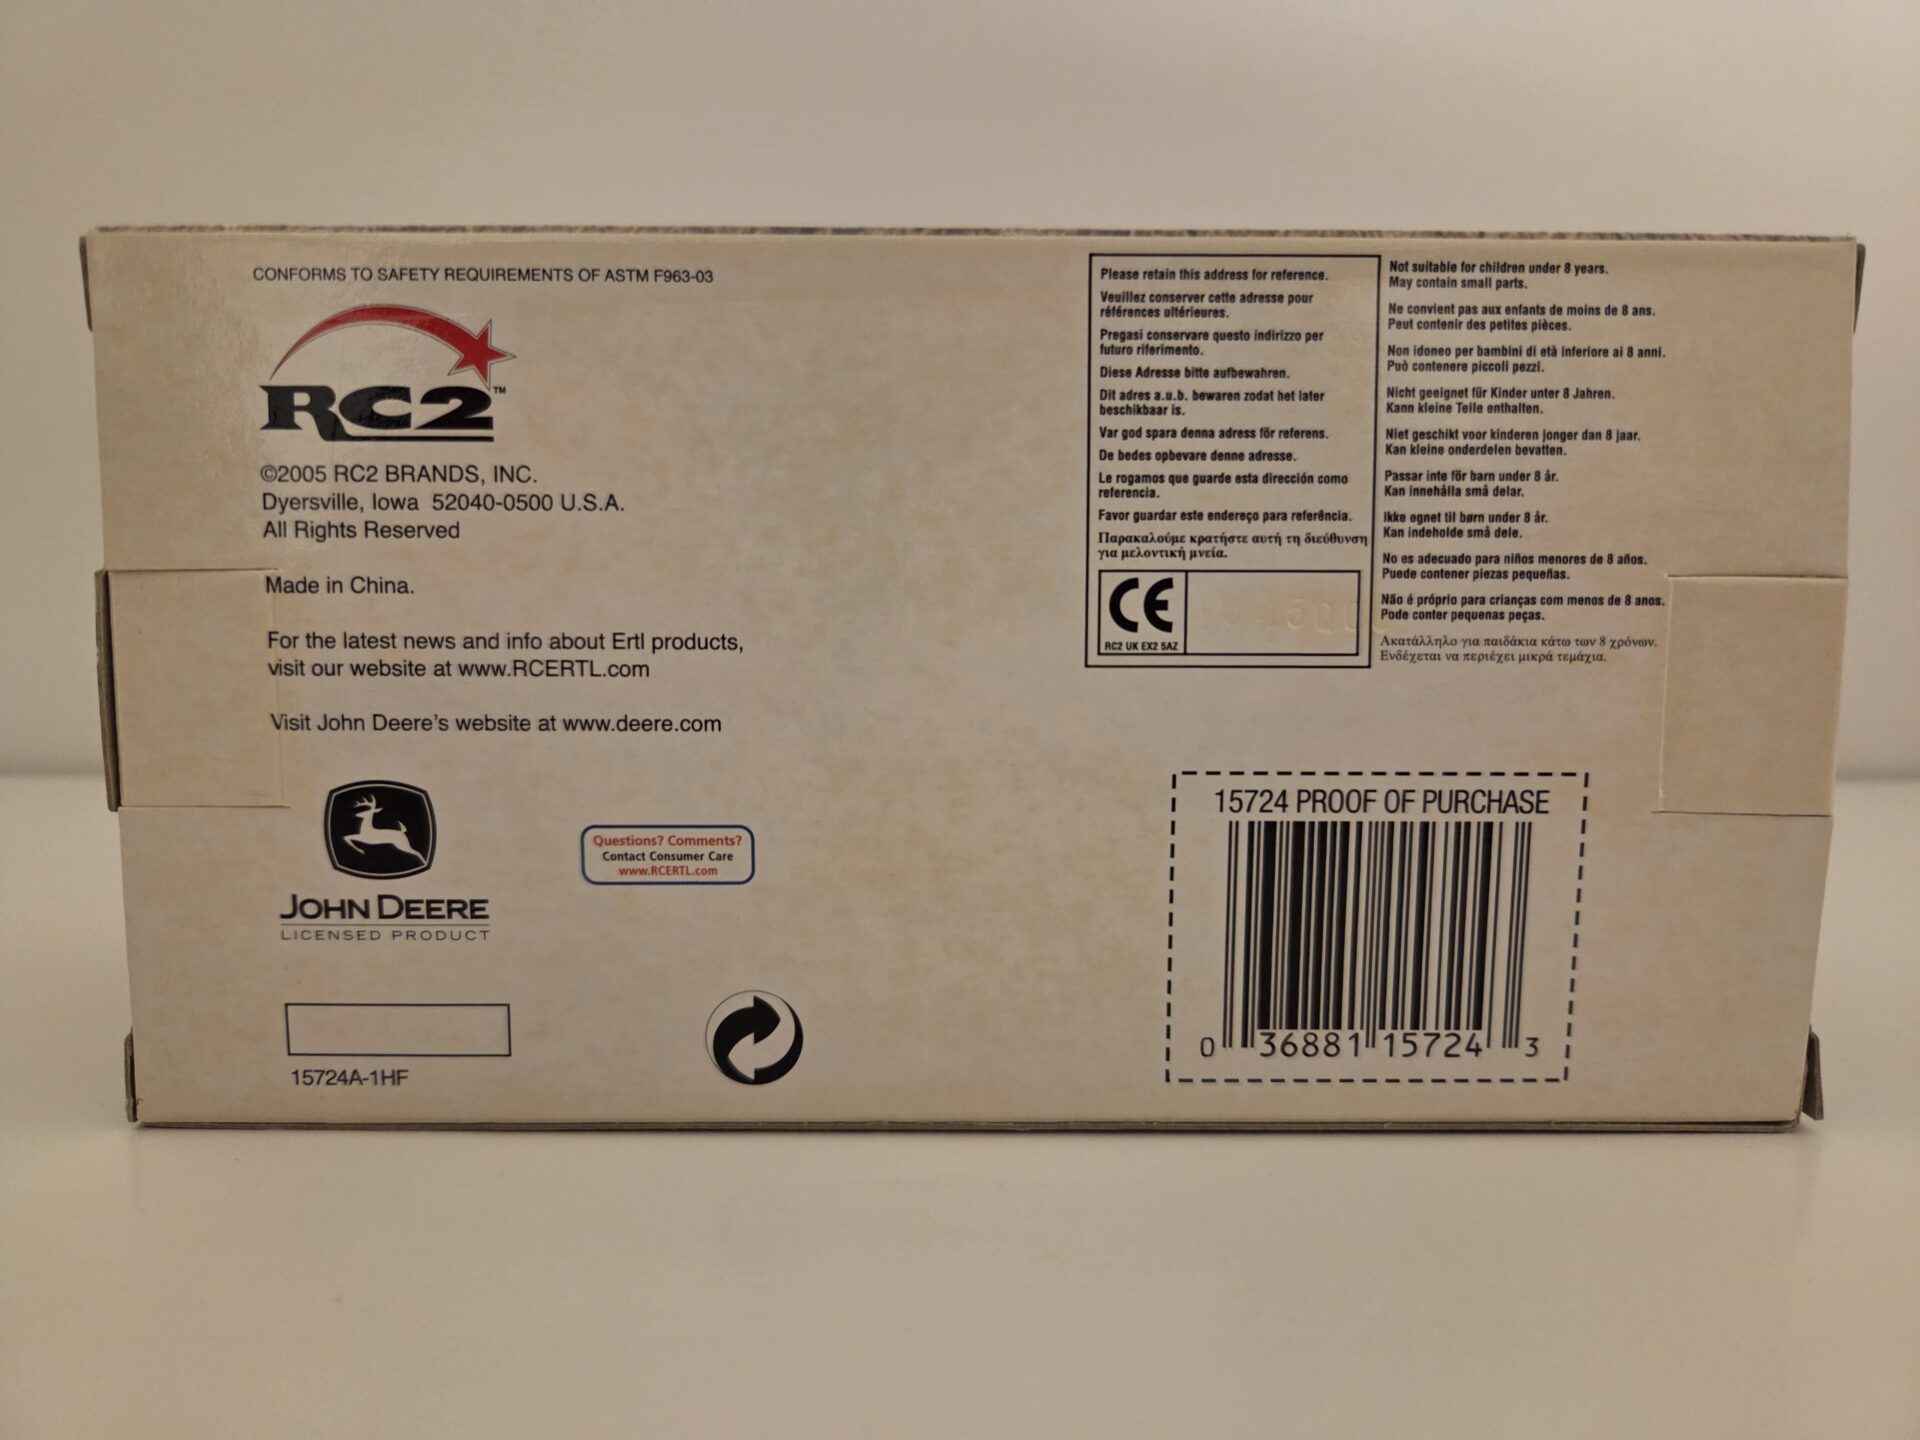 CONFORMS TO SAFETY REQUIREMENTS OF ASTM F963-03
RC2™
©2005 RC2 BRANDS, INC.
Dyersville, Iowa 52040-0500 U.S.A.
All Rights Reserved
Made in China.
For the latest news and info about Ertl products,
visit our website at www.RCERTL.com
Visit John Deere's website at www.deere.com
JOHN DEERE
LICENSED PRODUCT
Questions? Comments?
Contact Consumer Care
www.RCERTL.com
15724A-1HF
Please retain this address for reference.
Veuillez conserver cette adresse pour
références ultérieures.
Pregasi conservare questo indirizzo per
futuro riferimento.
Diese Adresse bitte aufbewahren.
Dit adres a.u.b. bewaren zodat het later
beschikbaar is.
Var god spara denna adress för referens.
De bedes opbevare denne adresse.
Le rogamos que guarde esta dirección como
referencia.
Favor guardar este endereço para referência.
Παρακαλούμε κρατήστε αυτή τη διεύθυνση
για μελοντική μνεία.
CE
RC2 UK EX2 5AZ
Not suitable for children under 8 years.
May contain small parts.
Ne convient pas aux enfants de moins de 8 ans.
Peut contenir des petites pièces.
Non idoneo per bambini di età inferiore ai 8 anni.
Può contenere piccoli pezzi.
Nicht geeignet für Kinder unter 8 Jahren.
Kann kleine Teile enthalten.
Niet geschikt voor kinderen jonger dan 8 jaar.
Kan kleine onderdelen bevatten.
Passar inte för barn under 8 år.
Kan innehålla små delar.
Ikke egnet til børn under 8 år.
Kan indeholde små dele.
No es adecuado para niños menores de 8 años.
Puede contener piezas pequeñas.
Não é próprio para crianças com menos de 8 anos.
Pode conter pequenas peças.
Ακατάλληλο για παιδάκια κάτω των 8 χρόνων.
Ενδέχεται να περιέχει μικρά τεμάχια.
15724 PROOF OF PURCHASE
0 36881 15724 3